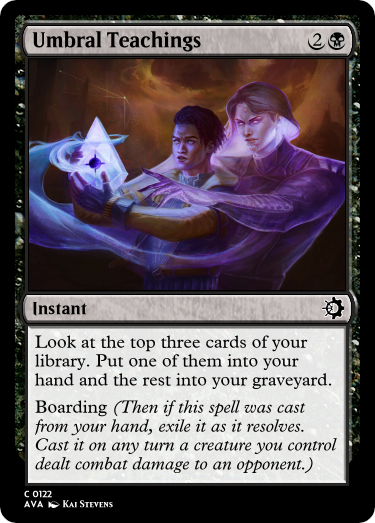 Umbral Teachings 2
Instant
Look at the top three cards of your
library. Put one of them into your
hand and the rest into your graveyard.
Boarding (Then if this spell was cast
from your hand, exile it as it resolves.
Cast it on any turn a creature you control
dealt combat damage to an opponent.)
C 0122
AVA Kai Stevens